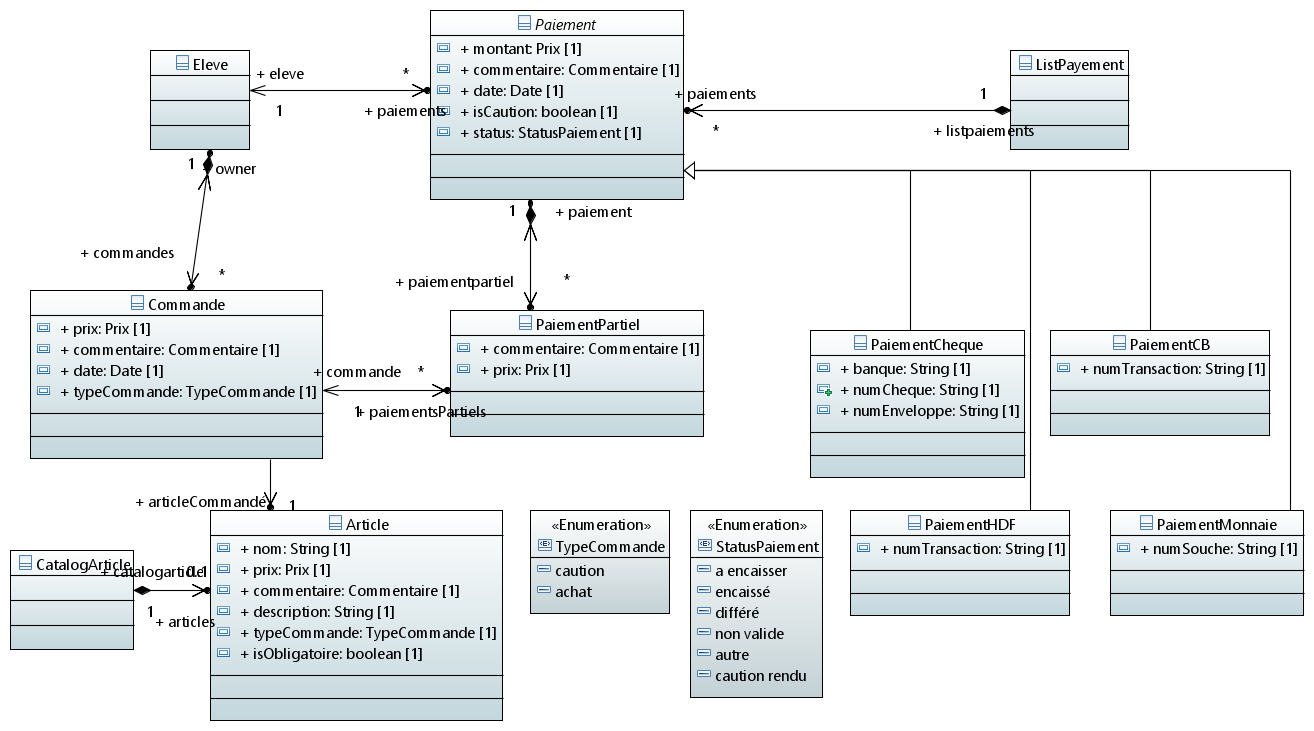 Paiement
+ montant: Prix [1]
+ commentaire: Commentaire [1]
+ date: Date [1]
+ isCaution: boolean [1]
+ status: StatusPaiement [1]
Eleve
+ eleve
*
1
+ paiements
ListPayement
+ paiements
1
*
+ listpaiements
1
owner
+ commandes
*
1
+ paiement
+ paiementpartiel
*
Commande
+ prix: Prix [1]
+ commentaire: Commentaire [1]
+ date: Date [1]
+ typeCommande: TypeCommande [1]
+ commande
*
1
+ paiementsPartiels
PaiementPartiel
+ commentaire: Commentaire [1]
+ prix: Prix [1]
PaiementCheque
+ banque: String [1]
+ numCheque: String [1]
+ numEnveloppe: String [1]
PaiementCB
+ numTransaction: String [1]
+ articleCommandé
1
CatalogArticle
+ catalogarticle
0..1
1
+ articles
Article
+ nom: String [1]
+ prix: Prix [1]
+ commentaire: Commentaire [1]
+ description: String [1]
+ typeCommande: TypeCommande [1]
+ isObligatoire: boolean [1]
«Enumeration»
TypeCommande
caution
achat
«Enumeration»
StatusPaiement
a encaisser
encaissé
différé
non valide
autre
caution rendu
PaiementHDF
+ numTransaction: String [1]
PaiementMonnaie
+ numSouche: String [1]